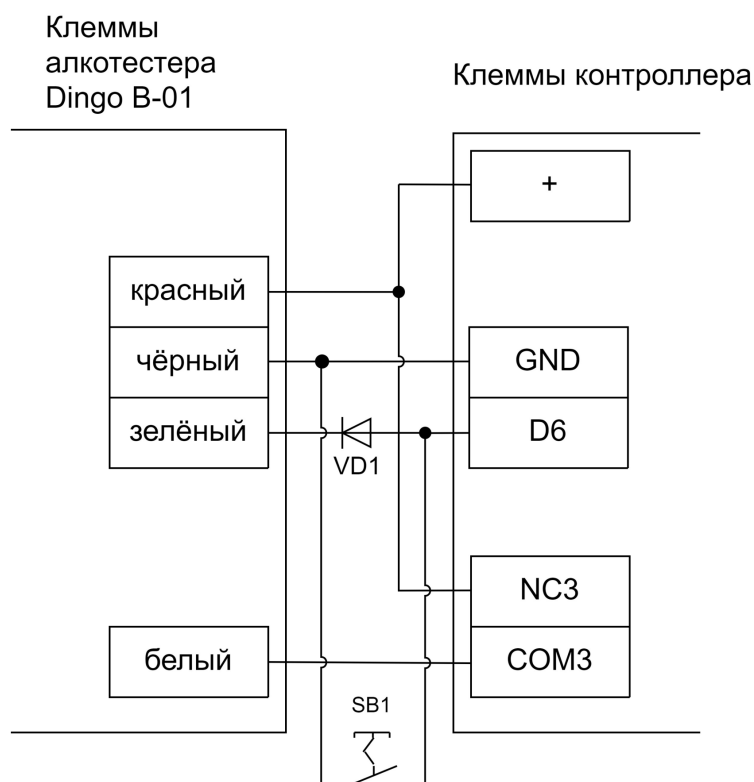 Клеммы
алкотестера
Dingo B-01
Клеммы контроллера
+
красный
чёрный
зелёный
GND
D6
VD1
NC3
белый
COM3
SB1